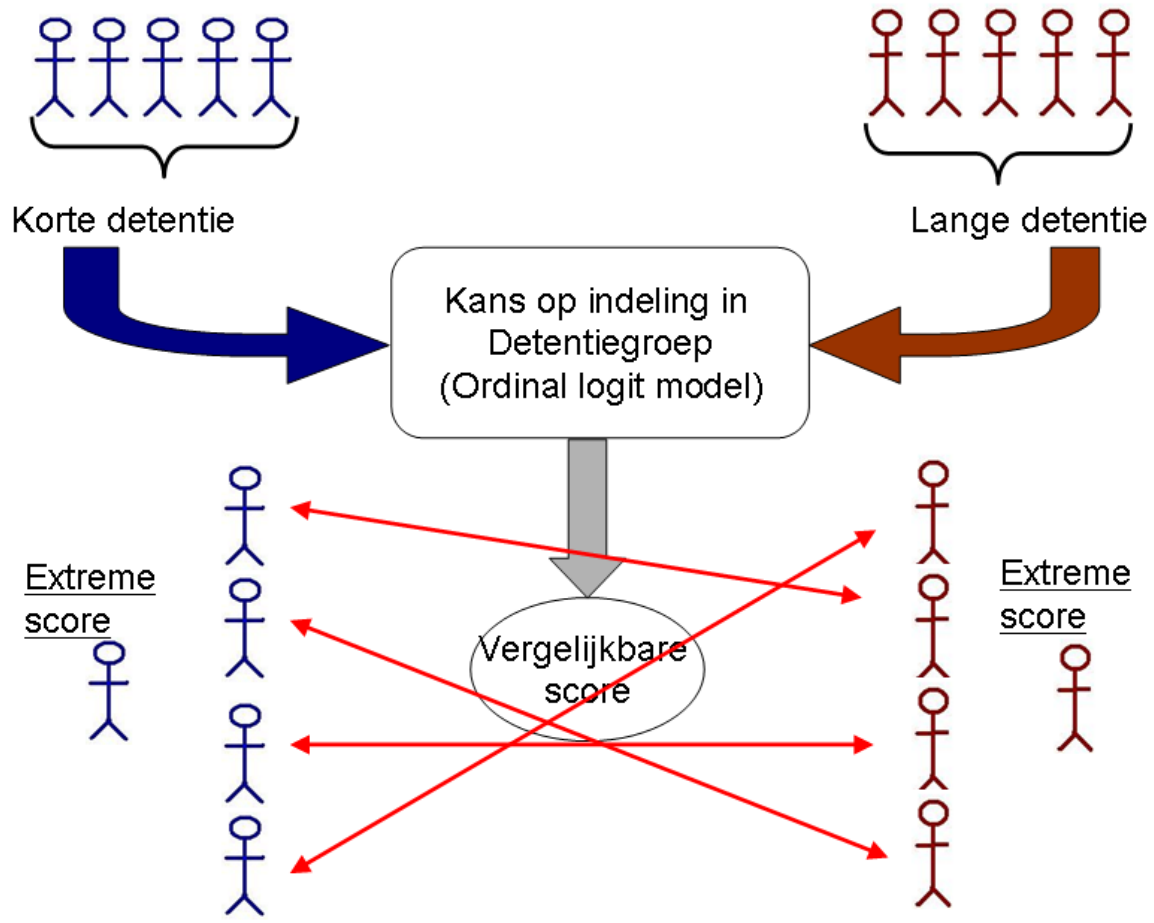 Korte detentie
Lange detentie
Kans op indeling in
Detentiegroep
(Ordinal logit model)
Extreme
score
Vergelijkbare
score
Extreme
score